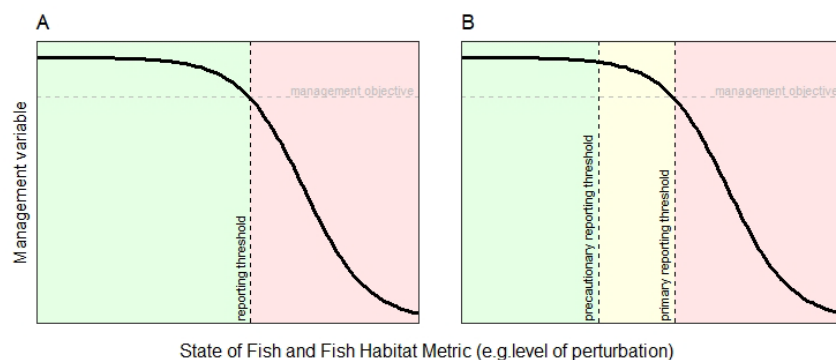 A
B
Management variable
management objective
reporting threshold
management objective
precautionary reporting threshold
primary reporting threshold
State of Fish and Fish Habitat Metric (e.g.level of perturbation)